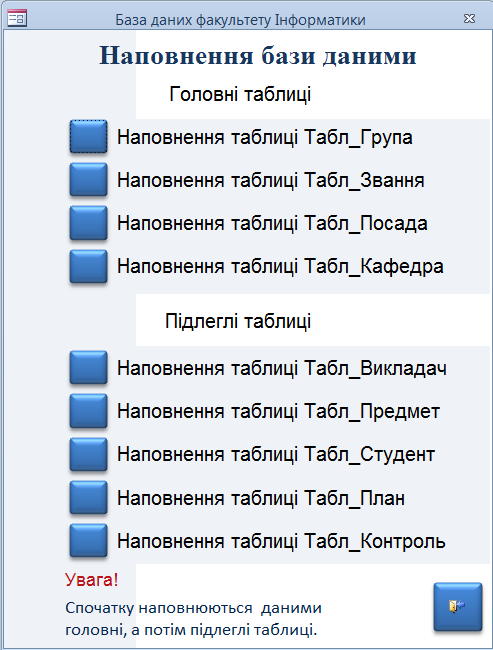 База даних факультету Інформатики
Наповнення бази даними
Головні таблиці
Наповнення таблиці Табл_Група
Наповнення таблиці Табл_Звання
Наповнення таблиці Табл_Посада
Наповнення таблиці Табл_Кафедра
Підлеглі таблиці
Наповнення таблиці Табл_Викладач
Наповнення таблиці Табл_Предмет
Наповнення таблиці Табл_Студент
Наповнення таблиці Табл_План
Наповнення таблиці Табл_Контроль
Увага!
Спочатку наповнюються даними
головні, а потім підлеглі таблиці.